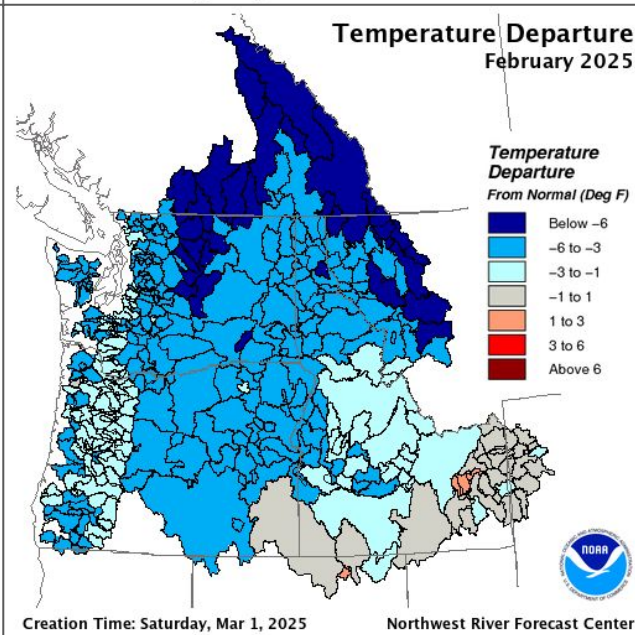 Temperature Departure
February 2025
Temperature
Departure
From Normal (Deg F)
Below −6
−6 to −3
−3 to −1
−1 to 1
1 to 3
3 to 6
Above 6
NOAA
Creation Time: Saturday, Mar 1, 2025
Northwest River Forecast Center